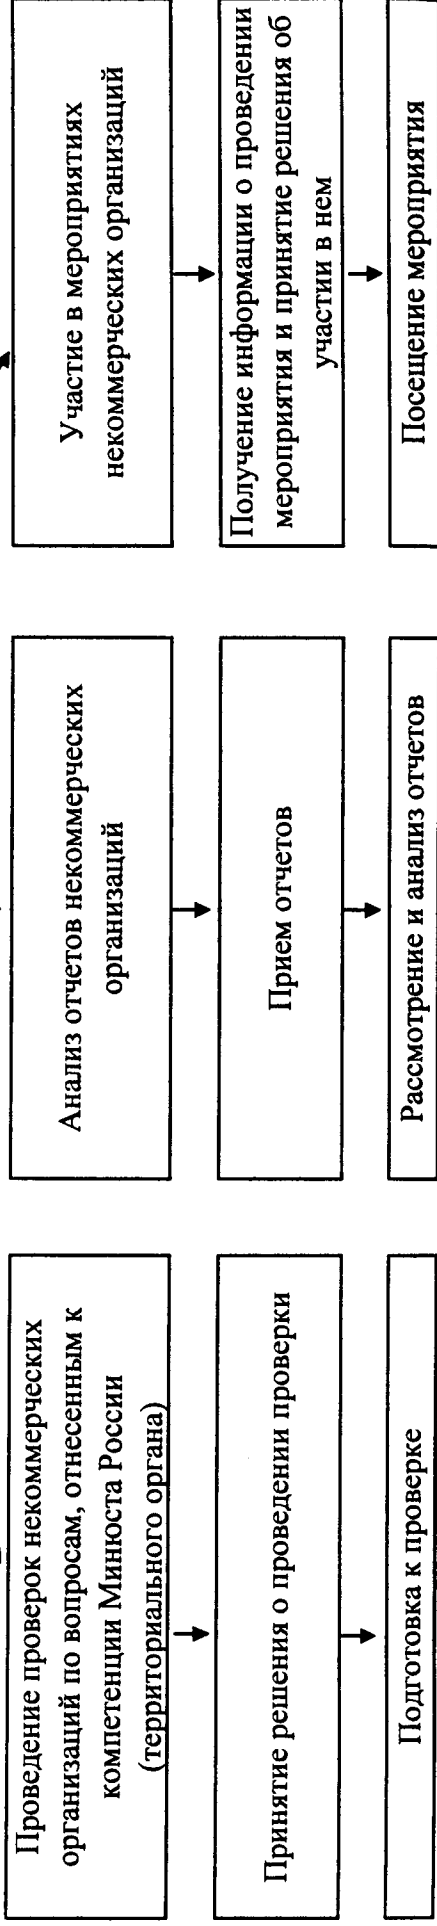 Проведение проверок некоммерческих
организаций по вопросам, отнесенным к
компетенции Минюста России
(территориального органа)
Принятие решения о проведении проверки
Подготовка к проверке
Анализ отчетов некоммерческих
организаций
Прием отчетов
Рассмотрение и анализ отчетов
Участие в мероприятиях
некоммерческих организаций
Получение информации о проведении
мероприятия и принятие решения об
участии в нем
Посещение мероприятия